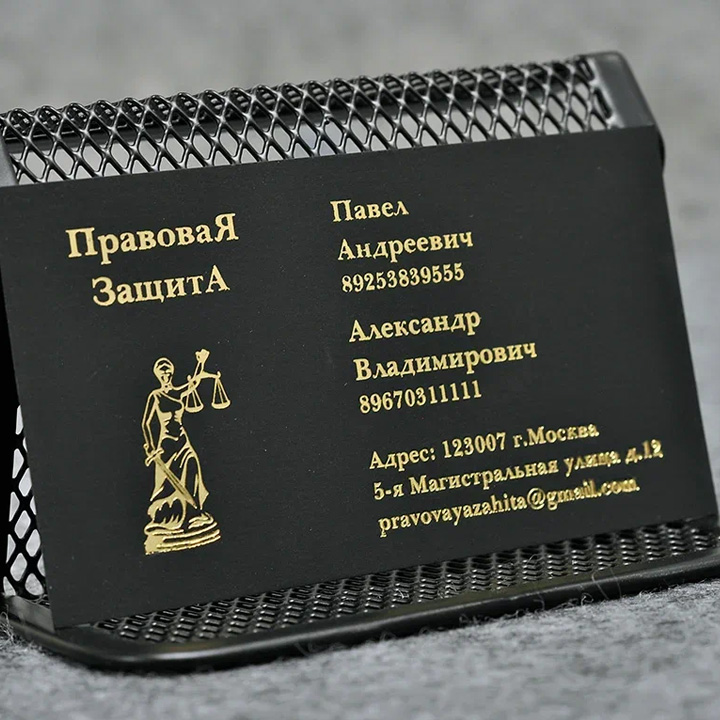 ПравоваЯ
ЗащитА
Павел
Андреевич
89253839555
Александр
Владимирович
89670311111
Адрес: 123007 г.Москва
5-я Магистральная улица д.12
pravovayazahita@gmail.com